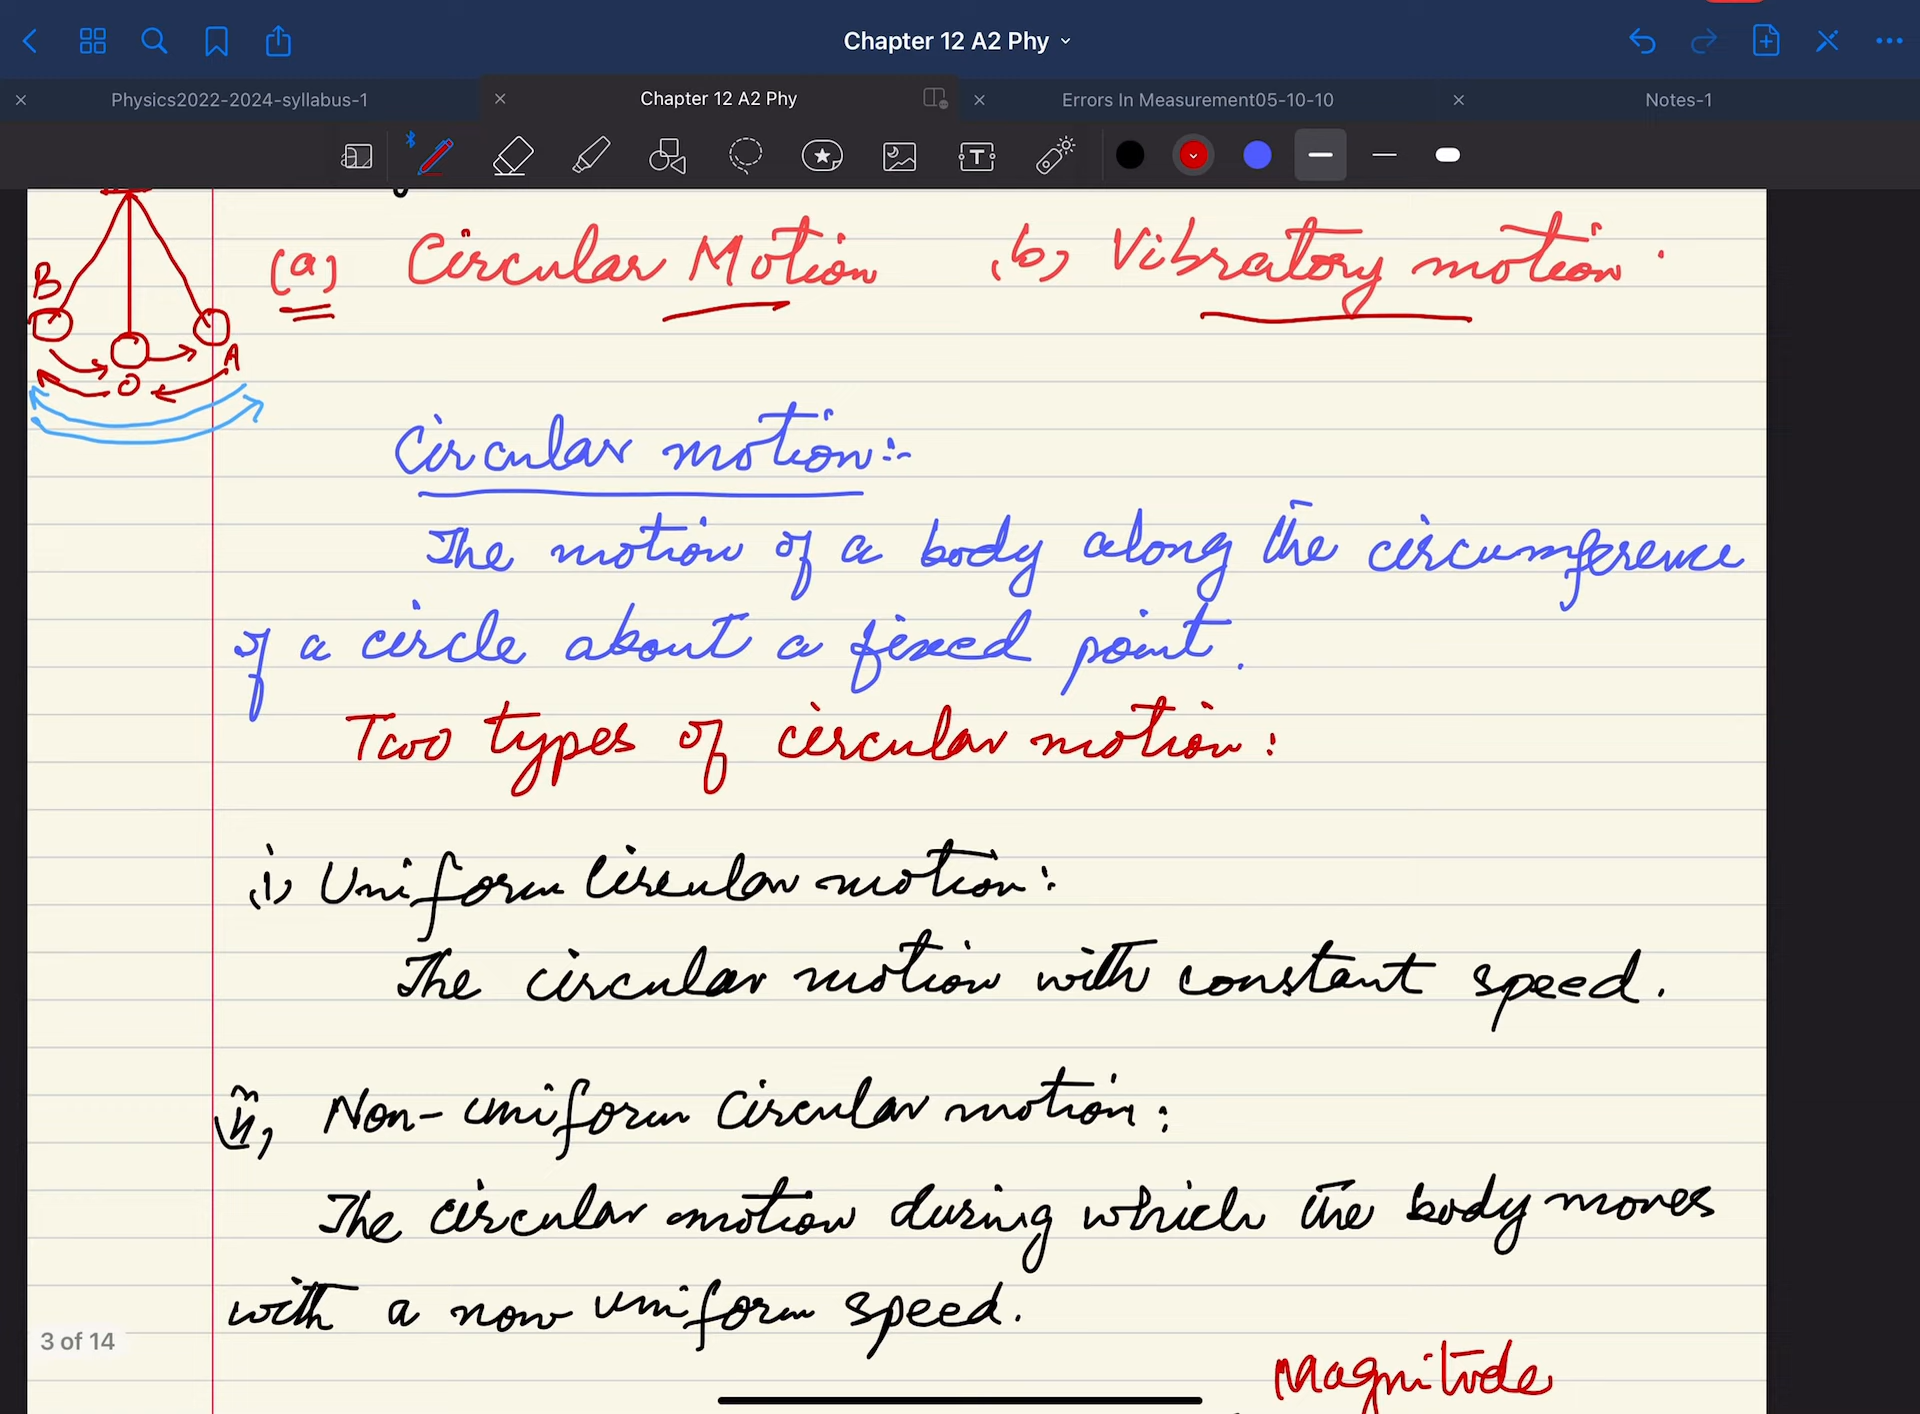 Chapter 12 A2 Phy
Physics2022-2024-syllabus-1
Chapter 12 A2 Phy
Errors In Measurement05-10-10
Notes-1
T
(a) Circular Motion (b) Vibratory motion.
B
A
O
Circular motion:-
The motion of a body along the circumference
of a circle about a fixed point.
Two types of circular motion:
(i) Uniform Circular motion:
The circular motion with constant speed.
ii, Non-uniform Circular motion:
The circular motion during which the body moves
with a non uniform speed.
3 of 14
Magnitude